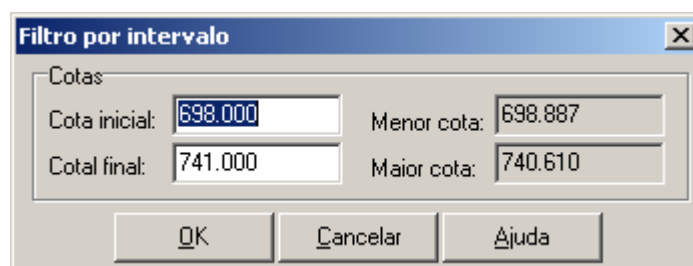 Filtro por intervalo
Cotas
Cota inicial: 698.000 Menor cota: 698.887
Cotal final: 741.000 Maior cota: 740.610
OK Cancelar Ajuda